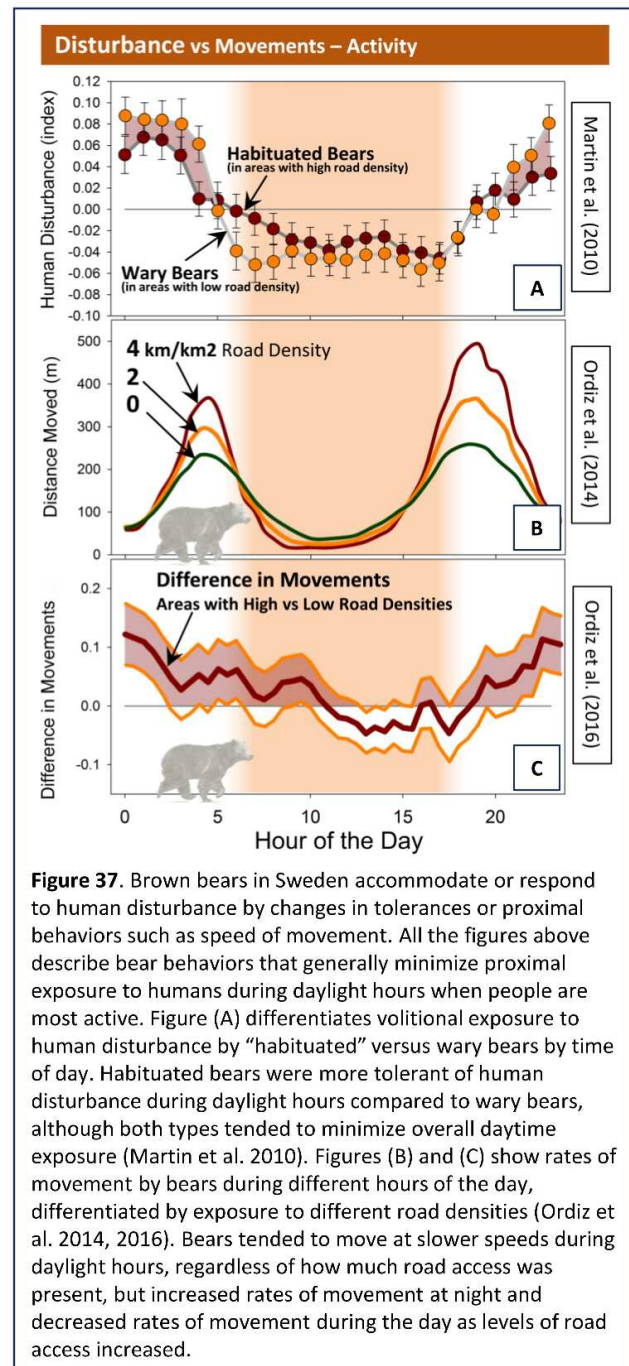 Disturbance vs Movements – Activity
0.12
0.10
0.08
0.06
0.04
0.02
0.00
-0.02
-0.04
-0.06
-0.08
-0.10
Human Disturbance (index)
Habituated Bears
(in areas with high road density)
Wary Bears
(in areas with low road density)
A
Martin et al. (2010)
500
400
300
200
100
0
Distance Moved (m)
4 km/km2 Road Density
2
0
B
Ordiz et al. (2014)
0.2
0.1
0.0
-0.1
Difference in Movements
Difference in Movements
Areas with High vs Low Road Densities
C
Ordiz et al. (2016)
0 5 10 15 20
Hour of the Day
Figure 37. Brown bears in Sweden accommodate or respond
to human disturbance by changes in tolerances or proximal
behaviors such as speed of movement. All the figures above
describe bear behaviors that generally minimize proximal
exposure to humans during daylight hours when people are
most active. Figure (A) differentiates volitional exposure to
human disturbance by “habituated” versus wary bears by time
of day. Habituated bears were more tolerant of human
disturbance during daylight hours compared to wary bears,
although both types tended to minimize overall daytime
exposure (Martin et al. 2010). Figures (B) and (C) show rates of
movement by bears during different hours of the day,
differentiated by exposure to different road densities (Ordiz et
al. 2014, 2016). Bears tended to move at slower speeds during
daylight hours, regardless of how much road access was
present, but increased rates of movement at night and
decreased rates of movement during the day as levels of road
access increased.